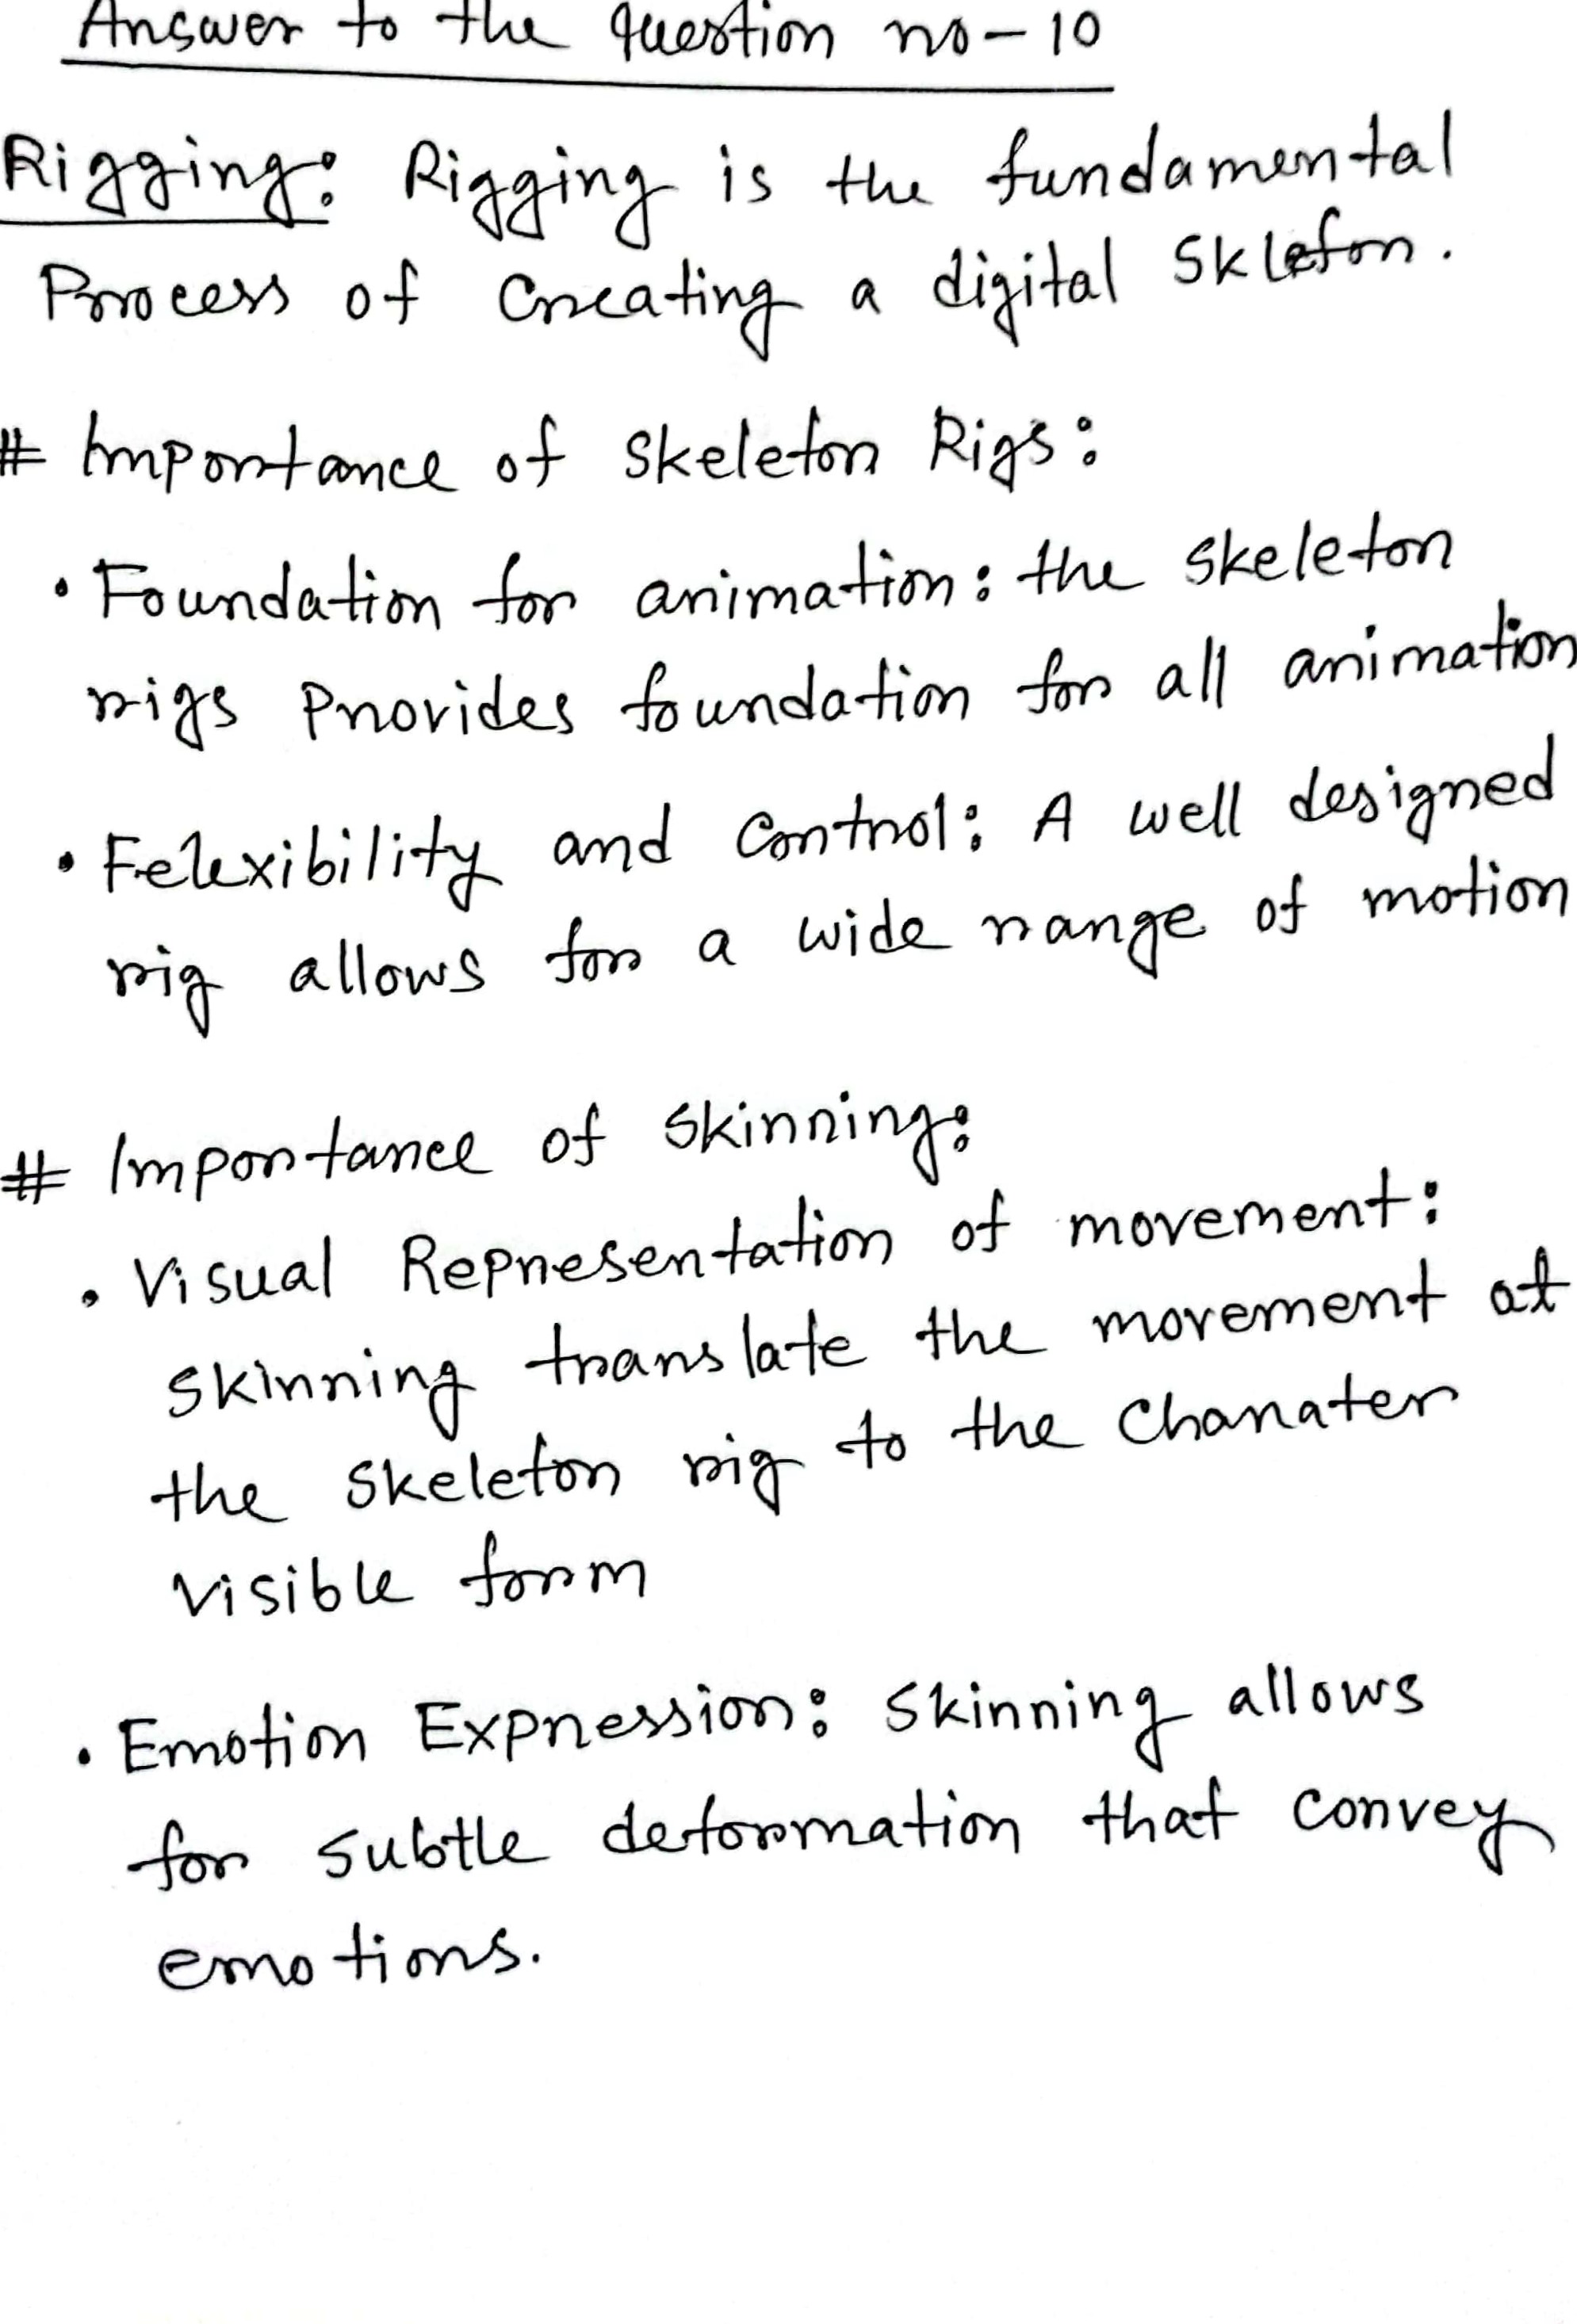 Answer to the question no-10
Rigging: Rigging is the fundamental
Process of Creating a digital Skleton.
# Importance of skeleton Rigs:
• Foundation for animation: the skeleton
rigs provides foundation for all animation
• Felexibility and Control: A well designed
rig allows for a wide range of motion
# Importance of skinning:
• Visual Representation of movement:
skinning translate the movement at
the skeleton rig to the Charater
visible form
• Emotion Expression: skinning allows
for subtle deformation that convey
emotions.